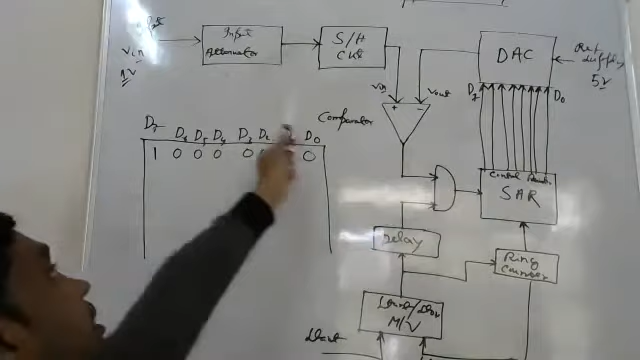 Input
Attenuator
S/H
CKt
DAC
Vin
1V
Vin
Vout
5V
D7
D0
Comparator
D7 D6 D5 D4 D3 D2 D0
1 0 0 0 0 0
SAR
Delay
Ring
Counter
M/V
Start